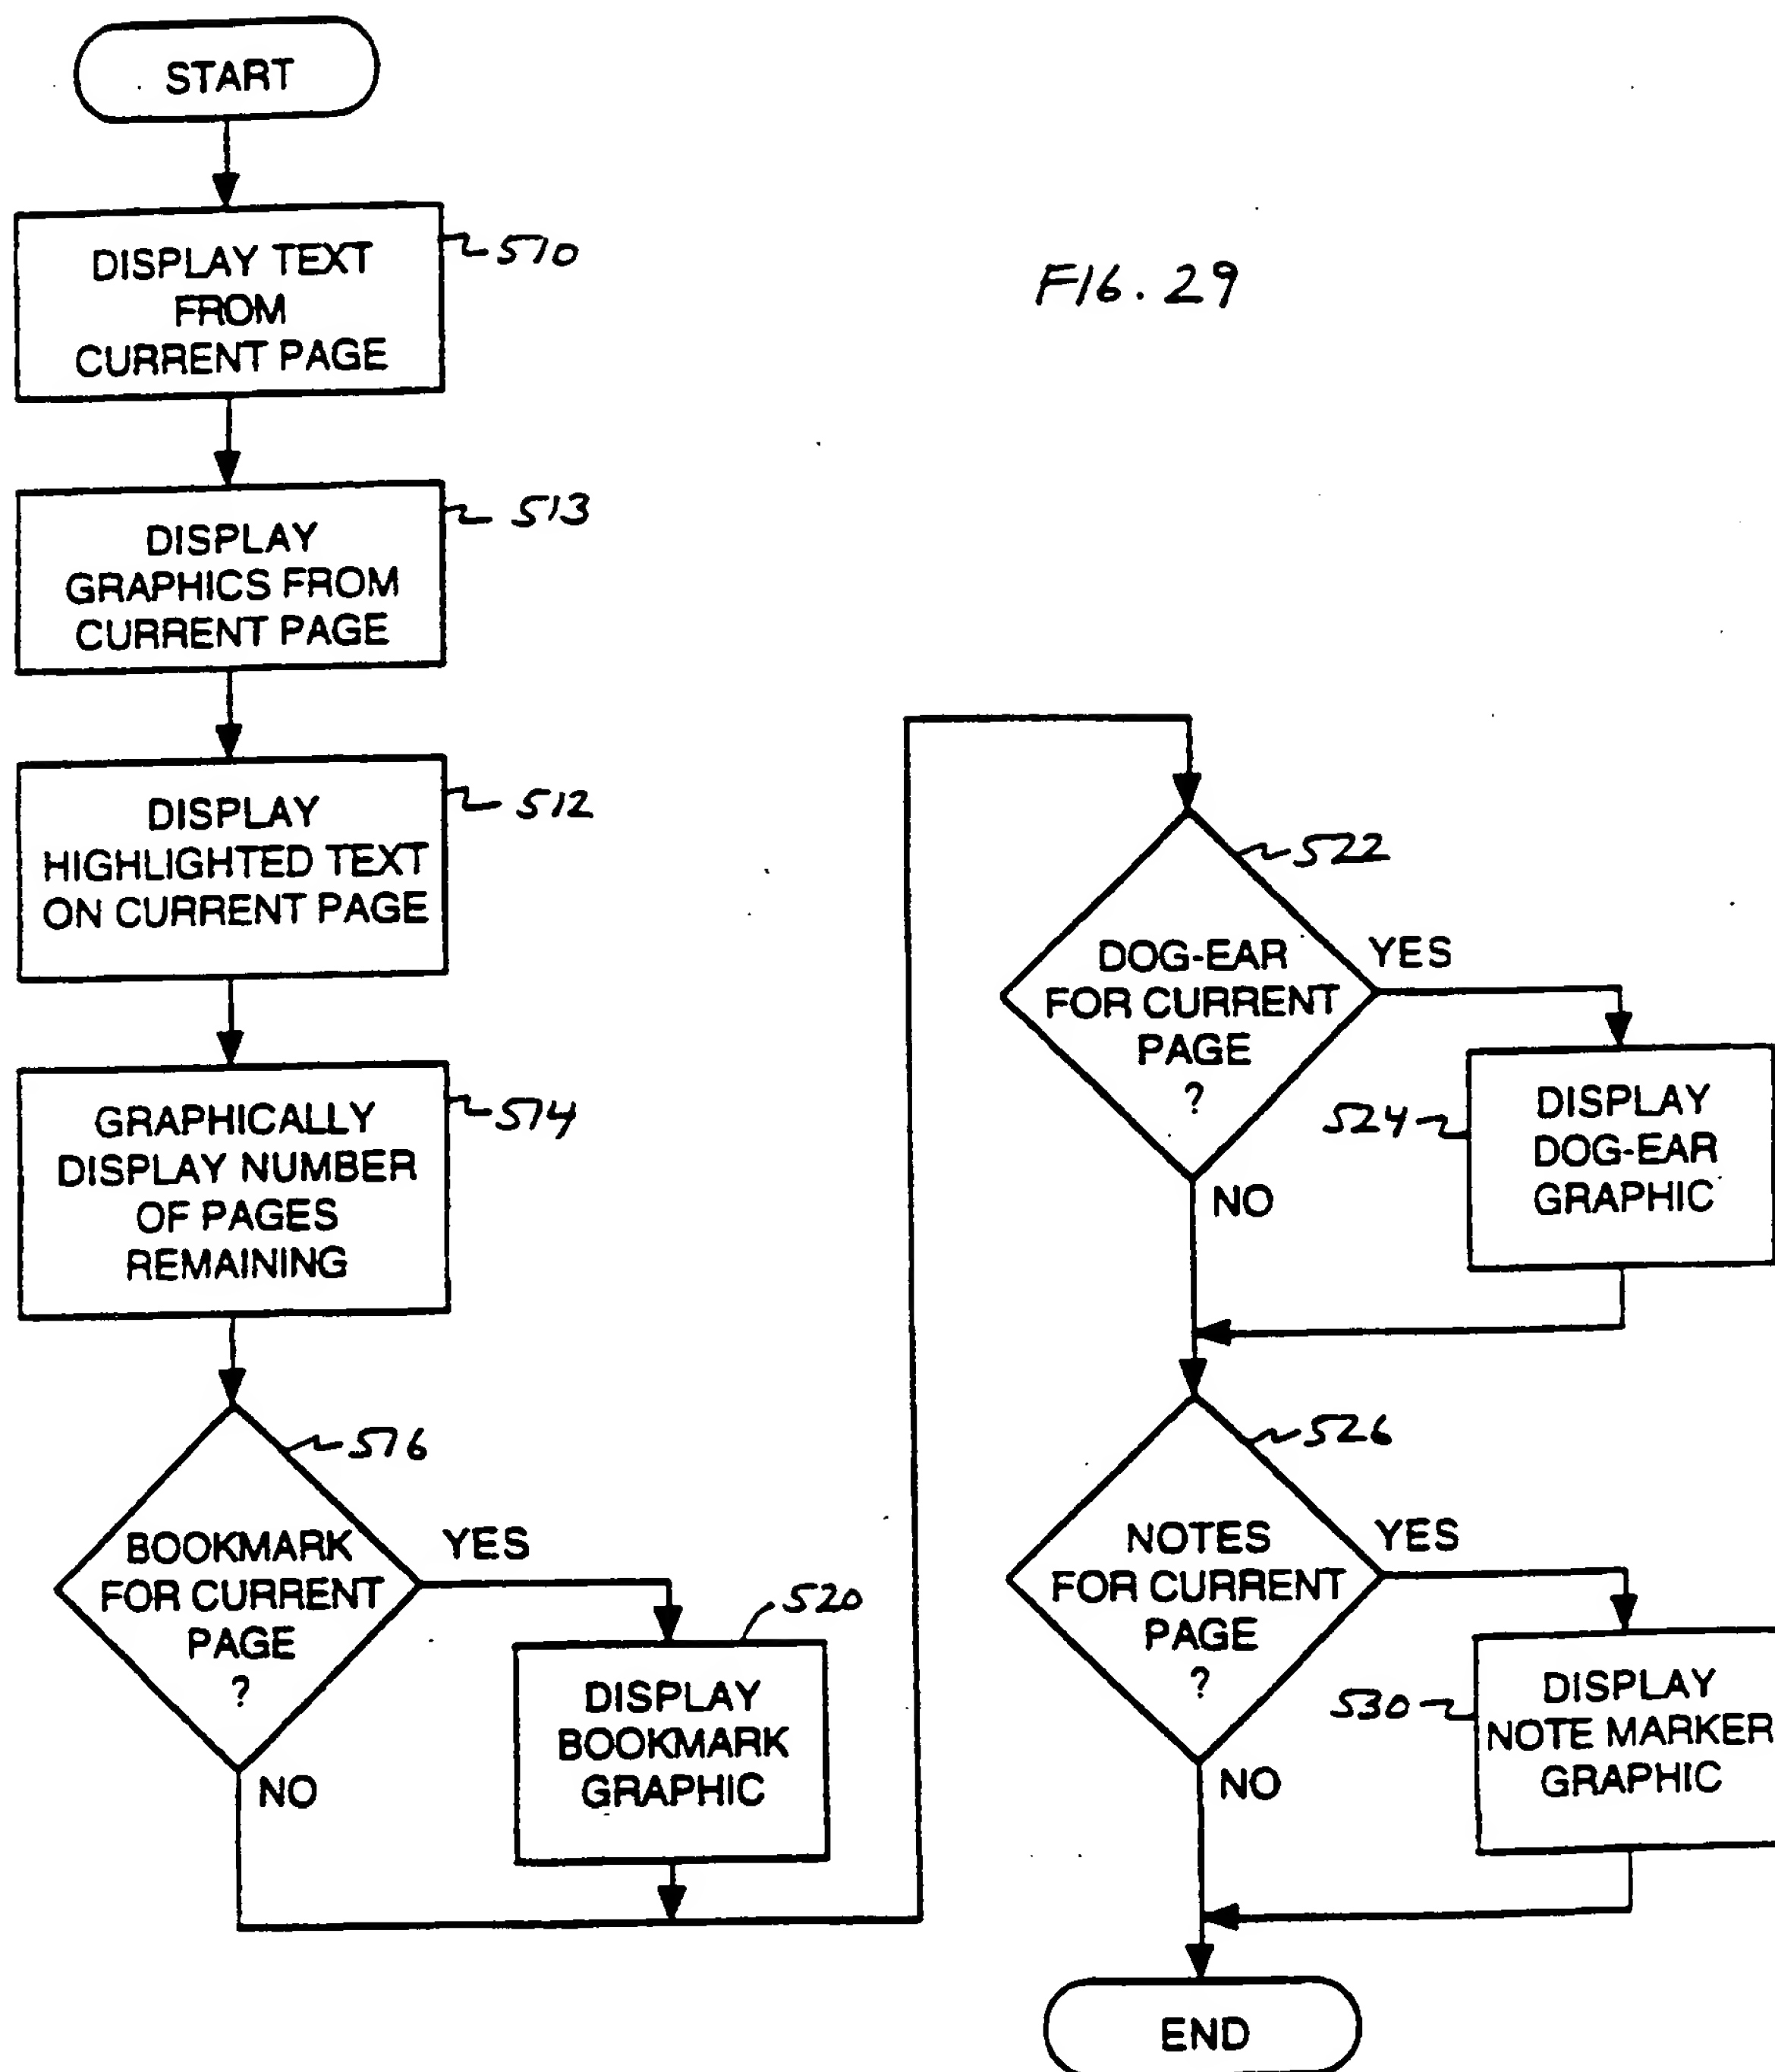 START
DISPLAY TEXT
FROM
CURRENT PAGE
510
FIG. 29
DISPLAY
GRAPHICS FROM
CURRENT PAGE
513
DISPLAY
HIGHLIGHTED TEXT
ON CURRENT PAGE
512
GRAPHICALLY
DISPLAY NUMBER
OF PAGES
REMAINING
514
BOOKMARK
FOR CURRENT
PAGE
?
516
YES
NO
DISPLAY
BOOKMARK
GRAPHIC
520
DOG-EAR
FOR CURRENT
PAGE
?
522
YES
NO
DISPLAY
DOG-EAR
GRAPHIC
524
NOTES
FOR CURRENT
PAGE
?
526
YES
NO
DISPLAY
NOTE MARKER
GRAPHIC
530
END